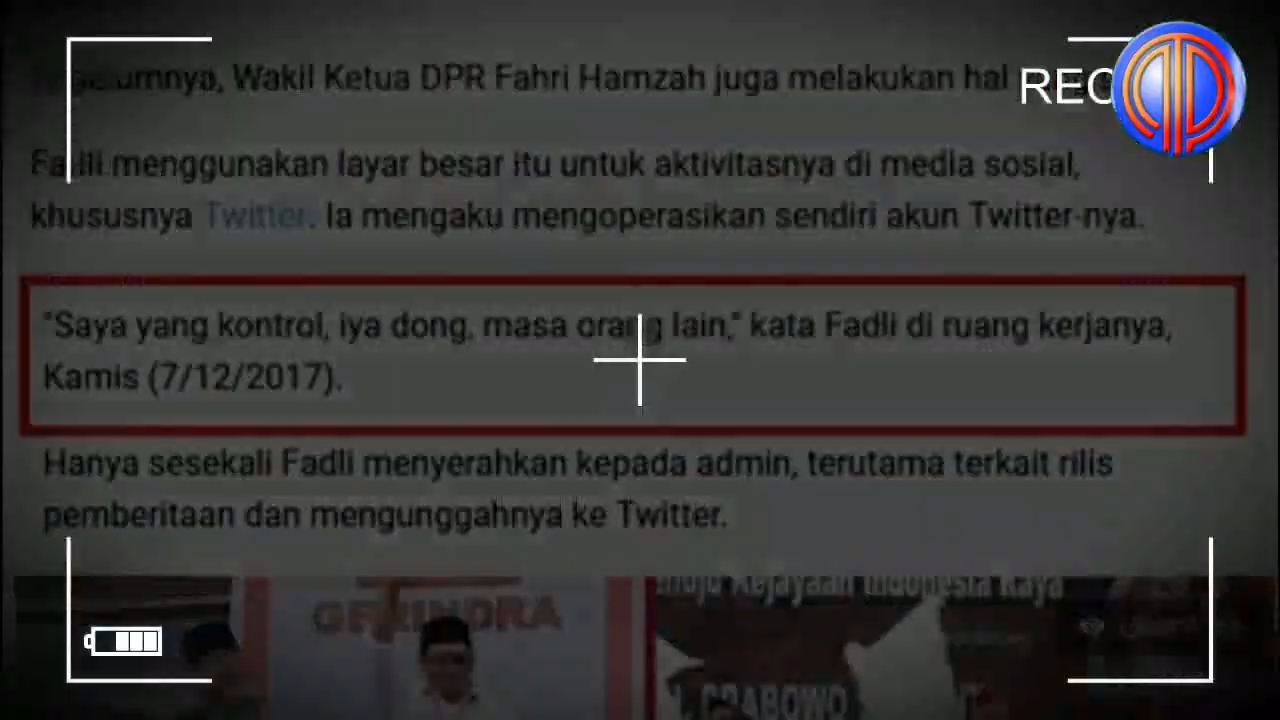 Wakil Ketua DPR Fahri Hamzah juga melakukan hal
REC
Fadli menggunakan layar besar itu untuk aktivitasnya di media sosial,
khususnya Twitter. Ia mengaku mengoperasikan sendiri akun Twitter-nya.
"Saya yang kontrol, iya dong, masa orang lain," kata Fadli di ruang kerjanya,
Kamis (7/12/2017).
Hanya sesekali Fadli menyerahkan kepada admin, terutama terkait rilis
pemberitaan dan mengunggahnya ke Twitter.
Kejayaan Indonesia Raya
GERINDRA